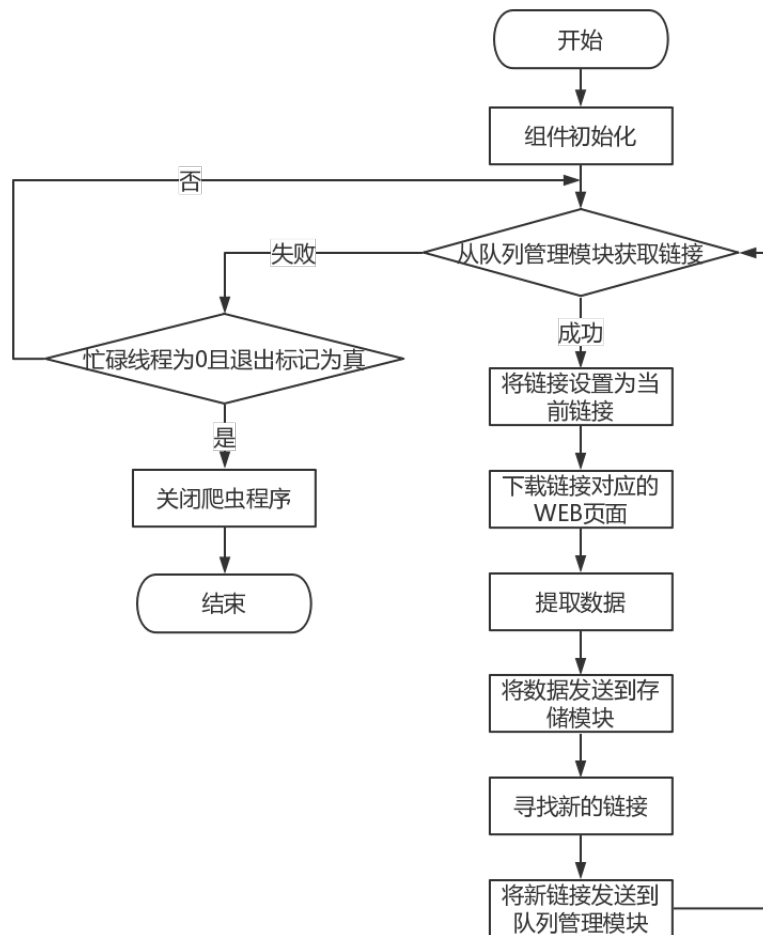 开始
组件初始化
否
从队列管理模块获取链接
失败
成功
忙碌线程为0且退出标记为真
将链接设置为当
前链接
是
关闭爬虫程序
下载链接对应的
WEB页面
结束
提取数据
将数据发送到存
储模块
寻找新的链接
将新链接发送到
队列管理模块